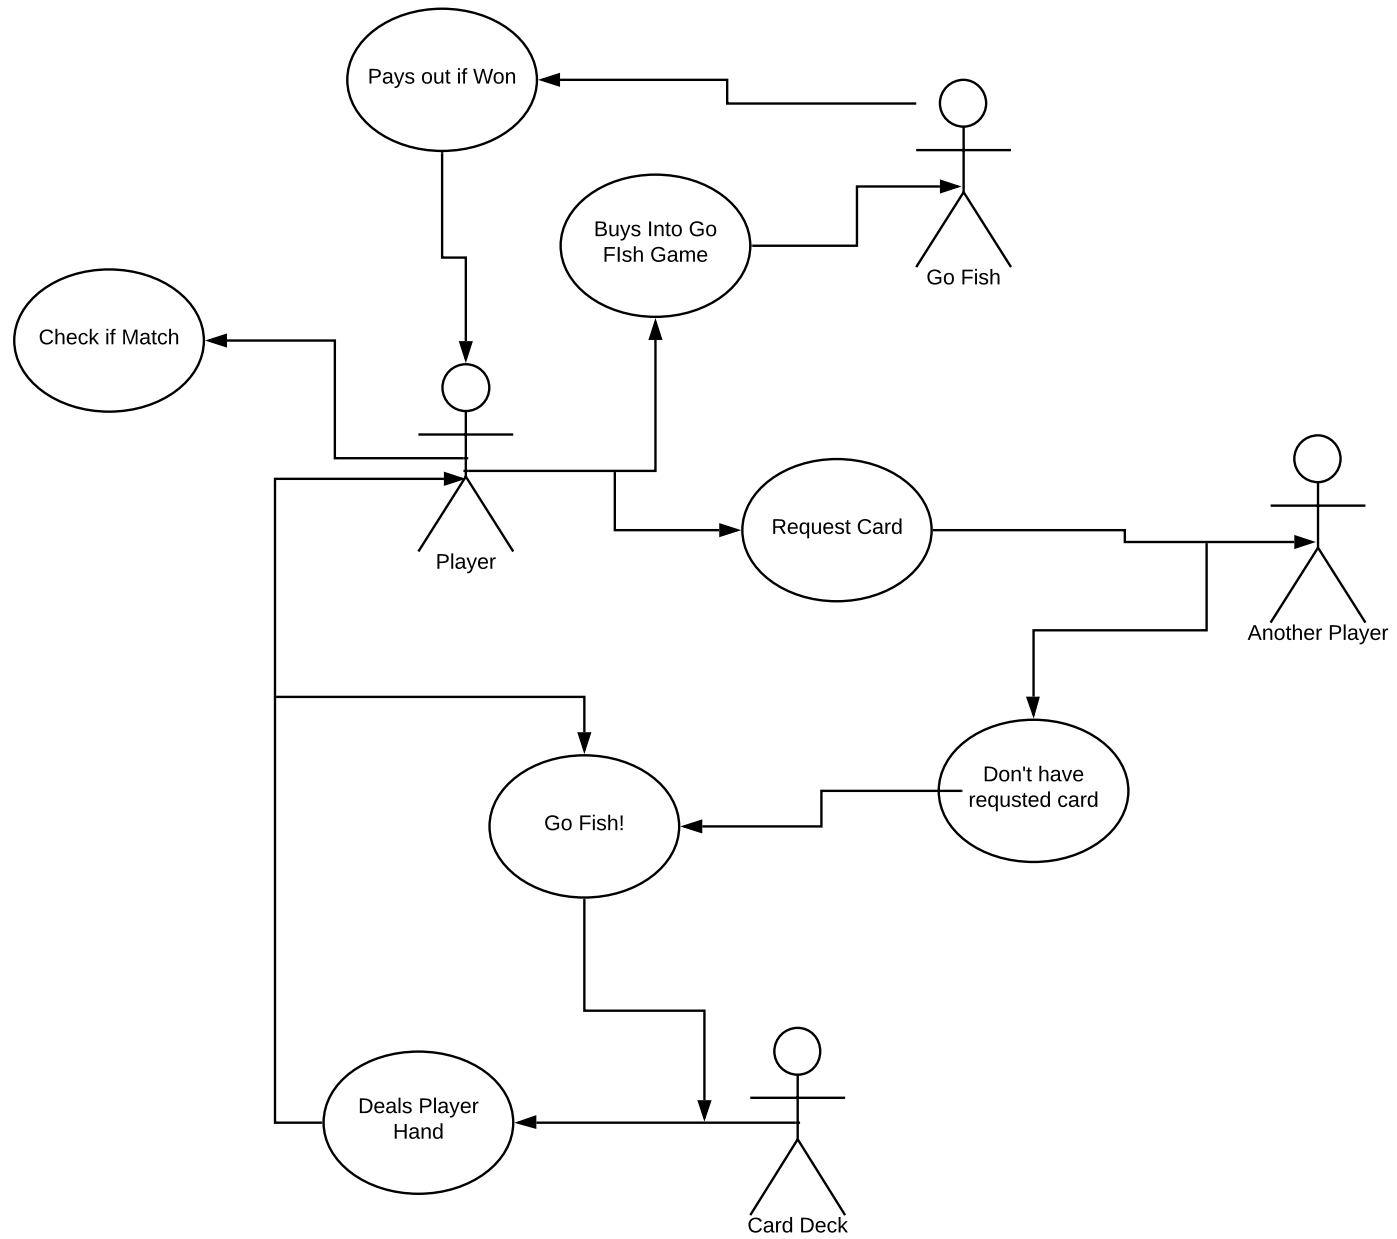 Pays out if Won
Buys Into Go
FIsh Game
Go Fish
Check if Match
Player
Request Card
Another Player
Don't have
requsted card
Go Fish!
Deals Player
Hand
Card Deck